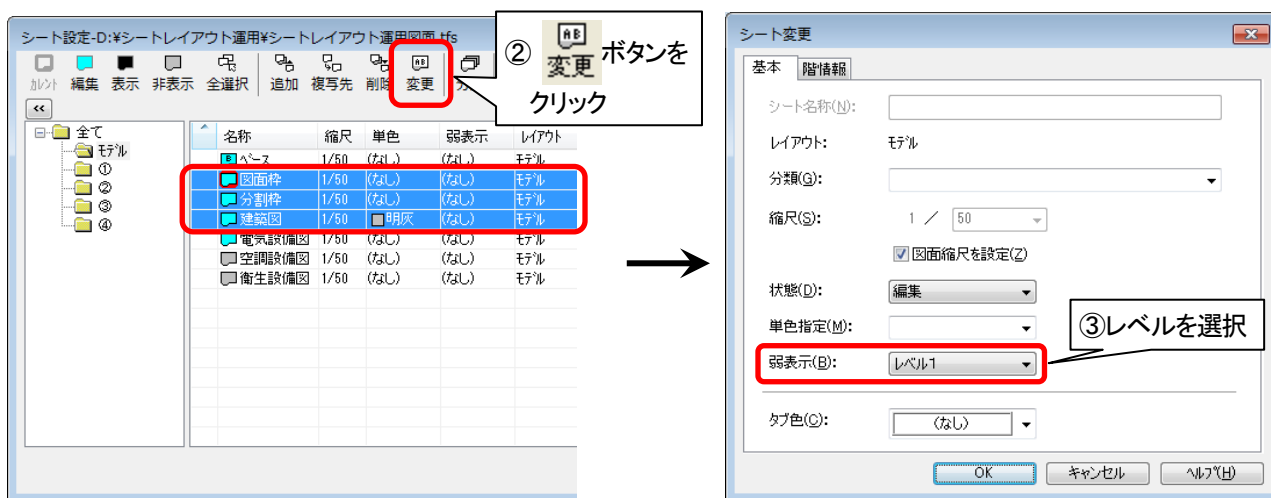 シート設定-D:¥シートレイアウト運用¥シートレイアウト運用図面.tfs
カレント 編集 表示 非表示 全選択 追加 複写先 削除 変更
② 変更 ボタンを
クリック
<<
全て
モデル
①
②
③
④
名称 縮尺 単色 弱表示 レイアウト
ベース 1/50 (なし) (なし) モデル
図面枠 1/50 (なし) (なし) モデル
分割枠 1/50 (なし) (なし) モデル
建築図 1/50 明灰 (なし) モデル
電気設備図 1/50 (なし) (なし) モデル
空調設備図 1/50 (なし) (なし) モデル
衛生設備図 1/50 (なし) (なし) モデル
シート変更
基本 階情報
シート名称(N):
レイアウト: モデル
分類(G):
縮尺(S): 1 / 50
図面縮尺を設定(Z)
状態(D): 編集
単色指定(M):
③レベルを選択
弱表示(B): レベル1
タブ色(C): (なし)
OK キャンセル ヘルプ(H)